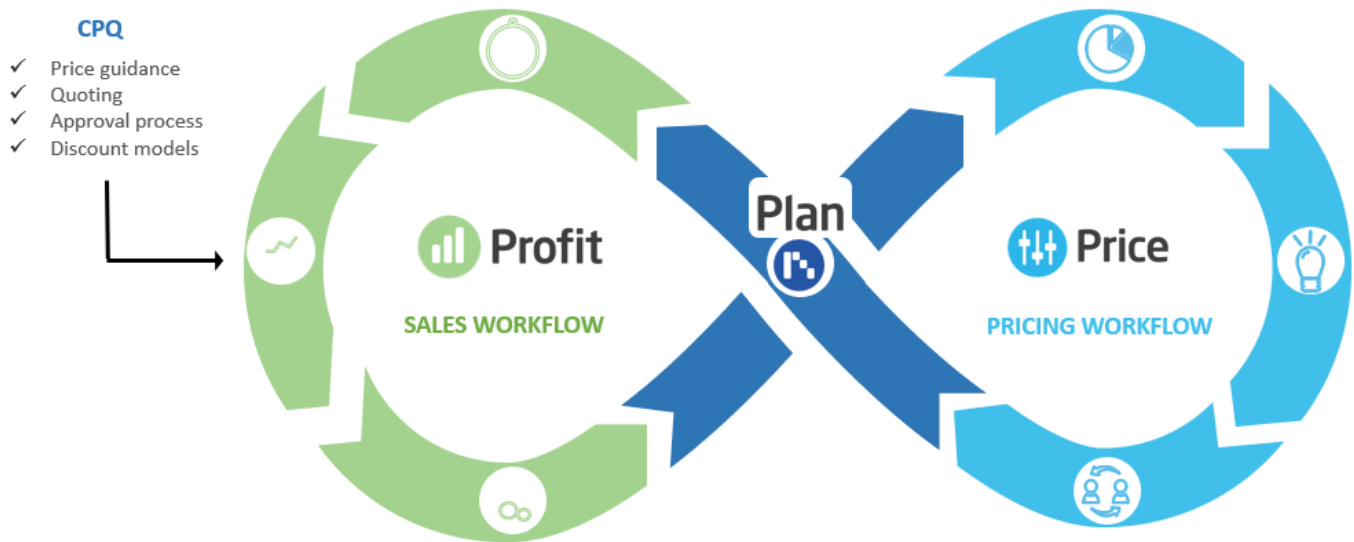 CPQ
✓ Price guidance
✓ Quoting
✓ Approval process
✓ Discount models
Profit
SALES WORKFLOW
Plan
Price
PRICING WORKFLOW